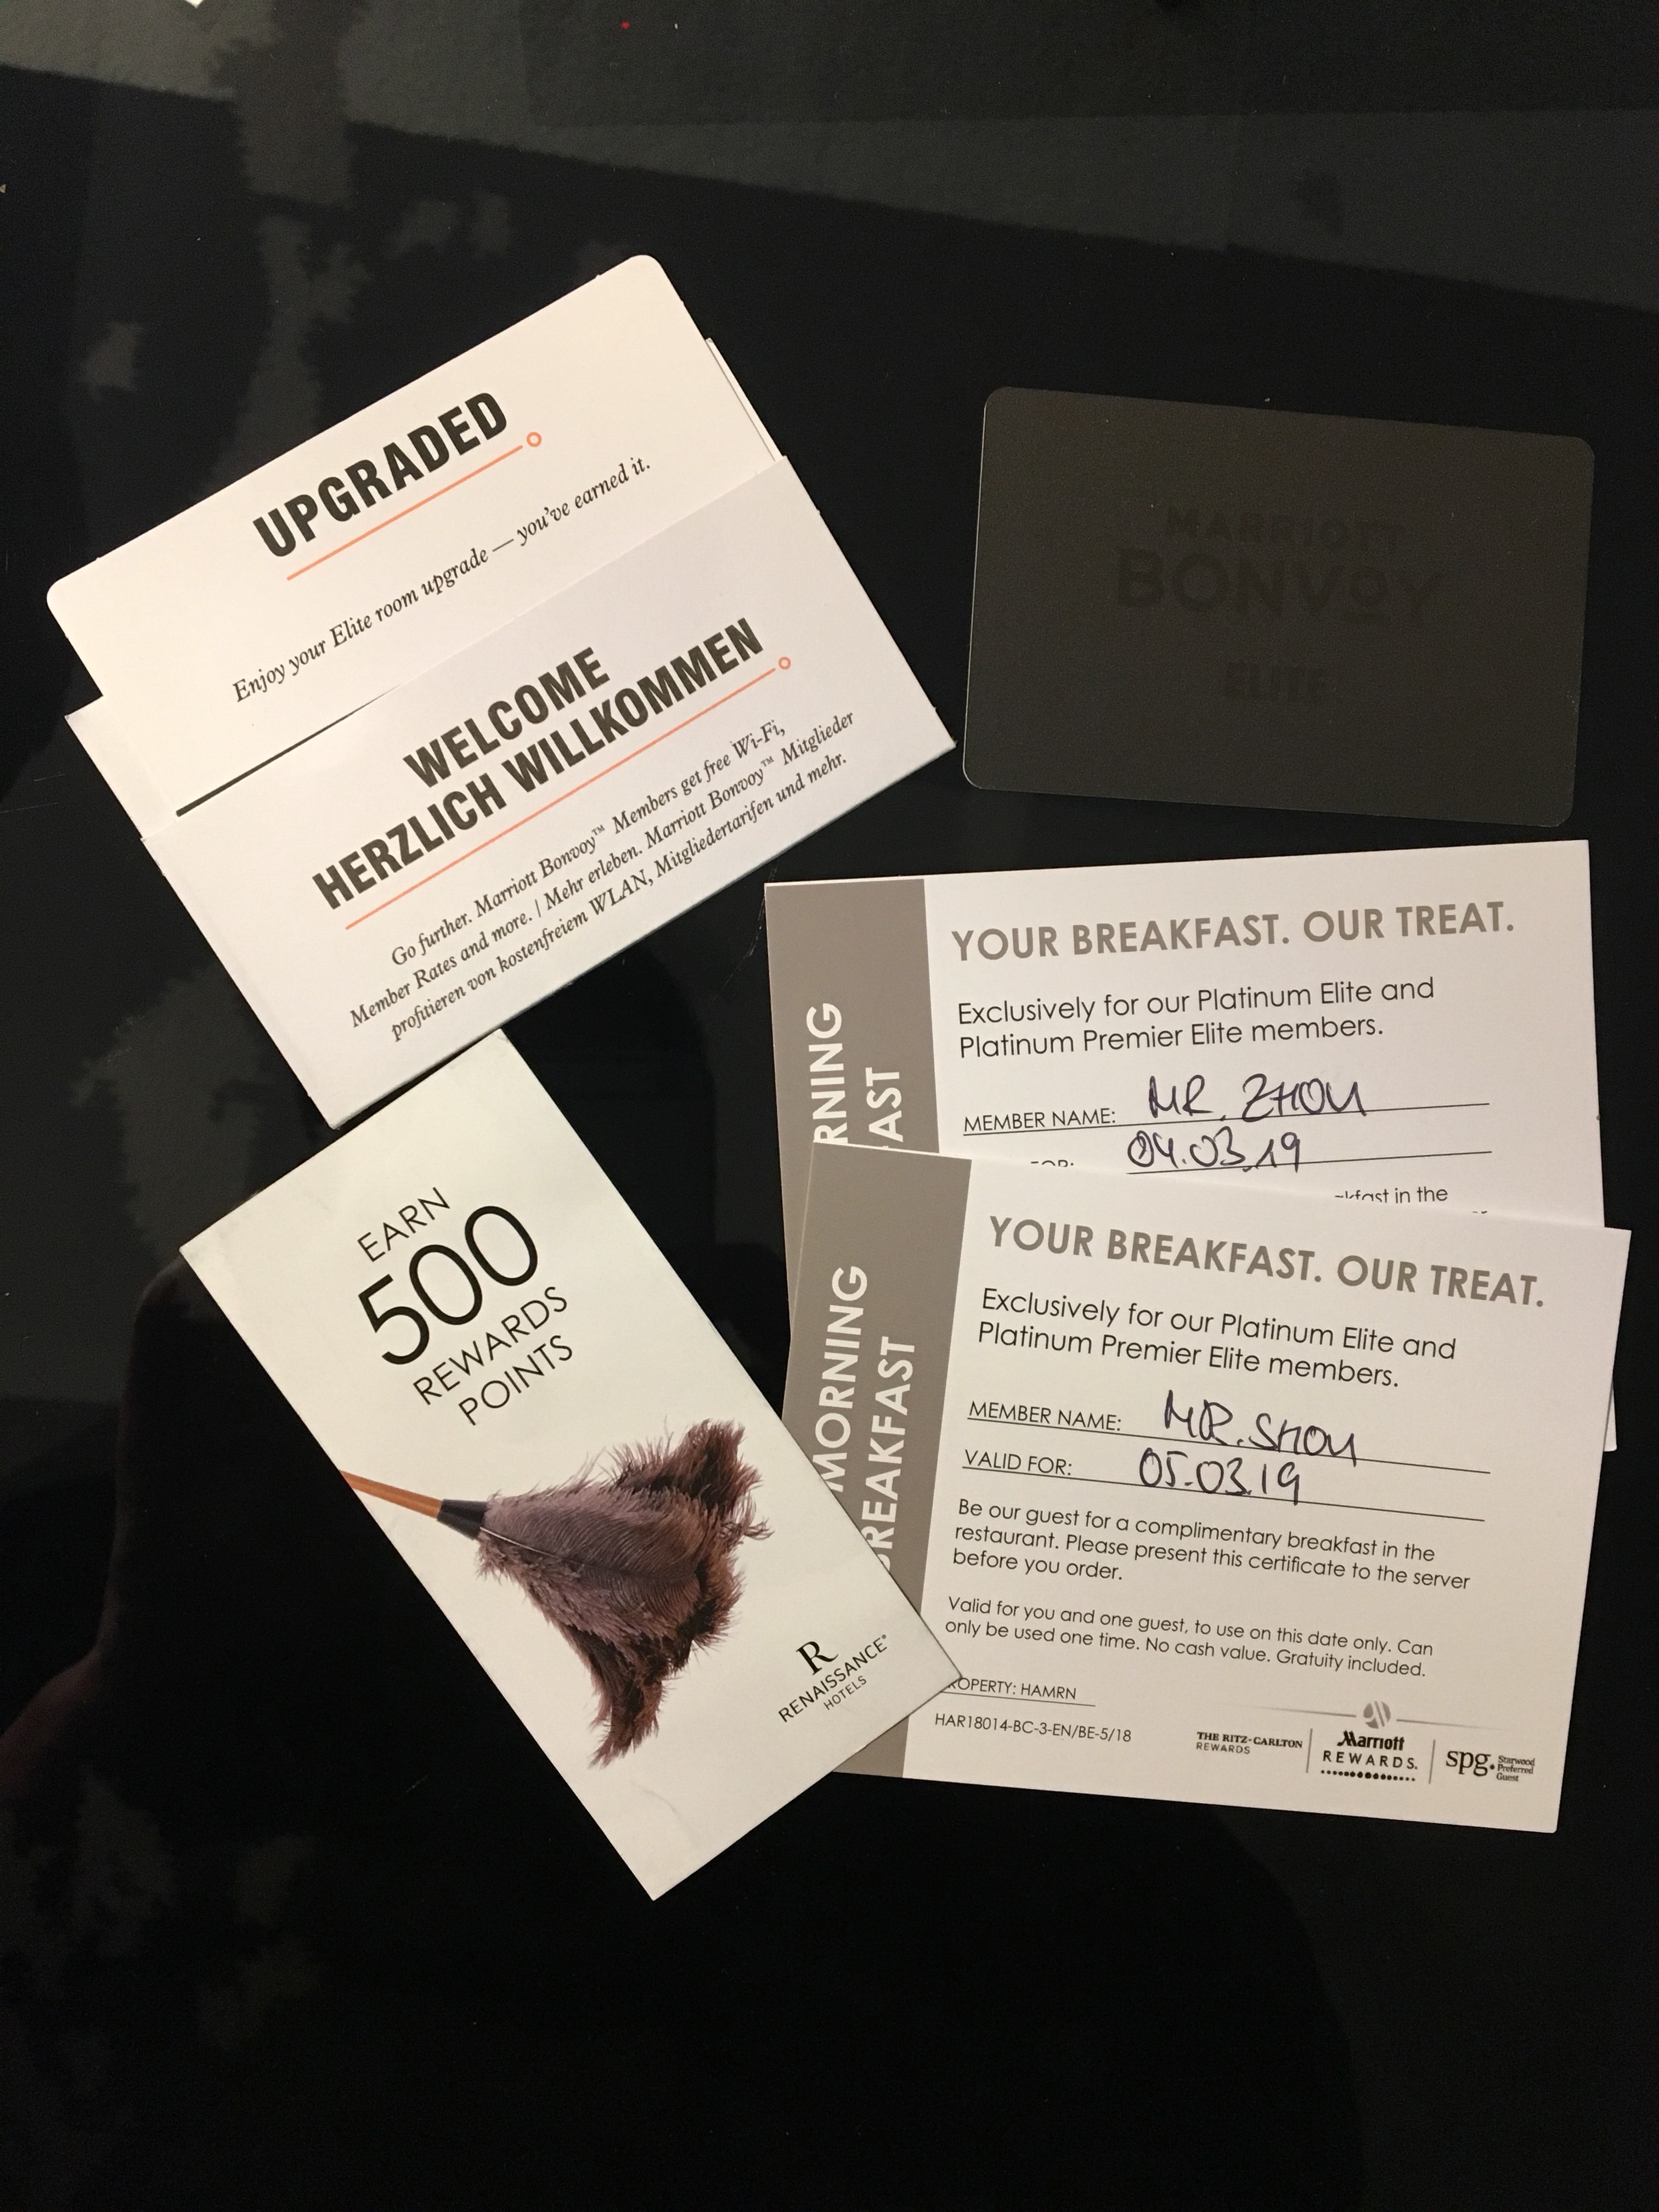 UPGRADED
Enjoy your Elite room upgrade — you've earned it.
WELCOME
HERZLICH WILLKOMMEN
Go further. Marriott Bonvoy™ Members get free Wi-Fi,
Member Rates and more. | Mehr erleben. Marriott Bonvoy™ Mitglieder
profitieren von kostenfreiem WLAN, Mitgliedertarifen und mehr.
MARRIOTT
BONVOY
ELITE
RNING
AST
YOUR BREAKFAST. OUR TREAT.
Exclusively for our Platinum Elite and
Platinum Premier Elite members.
MEMBER NAME: MR. ZHOU
04.03.19
in the
EARN
500
REWARDS
POINTS
R
RENAISSANCE®
HOTELS
MORNING
BREAKFAST
YOUR BREAKFAST. OUR TREAT.
Exclusively for our Platinum Elite and
Platinum Premier Elite members.
MEMBER NAME: MR. SHOU
VALID FOR: 05.03.19
Be our guest for a complimentary breakfast in the
restaurant. Please present this certificate to the server
before you order.
Valid for you and one guest, to use on this date only. Can
only be used one time. No cash value. Gratuity included.
ROPERTY: HAMRN
HAR18014-BC-3-EN/BE-5/18
THE RITZ-CARLTON
REWARDS
Marriott
REWARDS.
spg. Starwood
Preferred
Guest